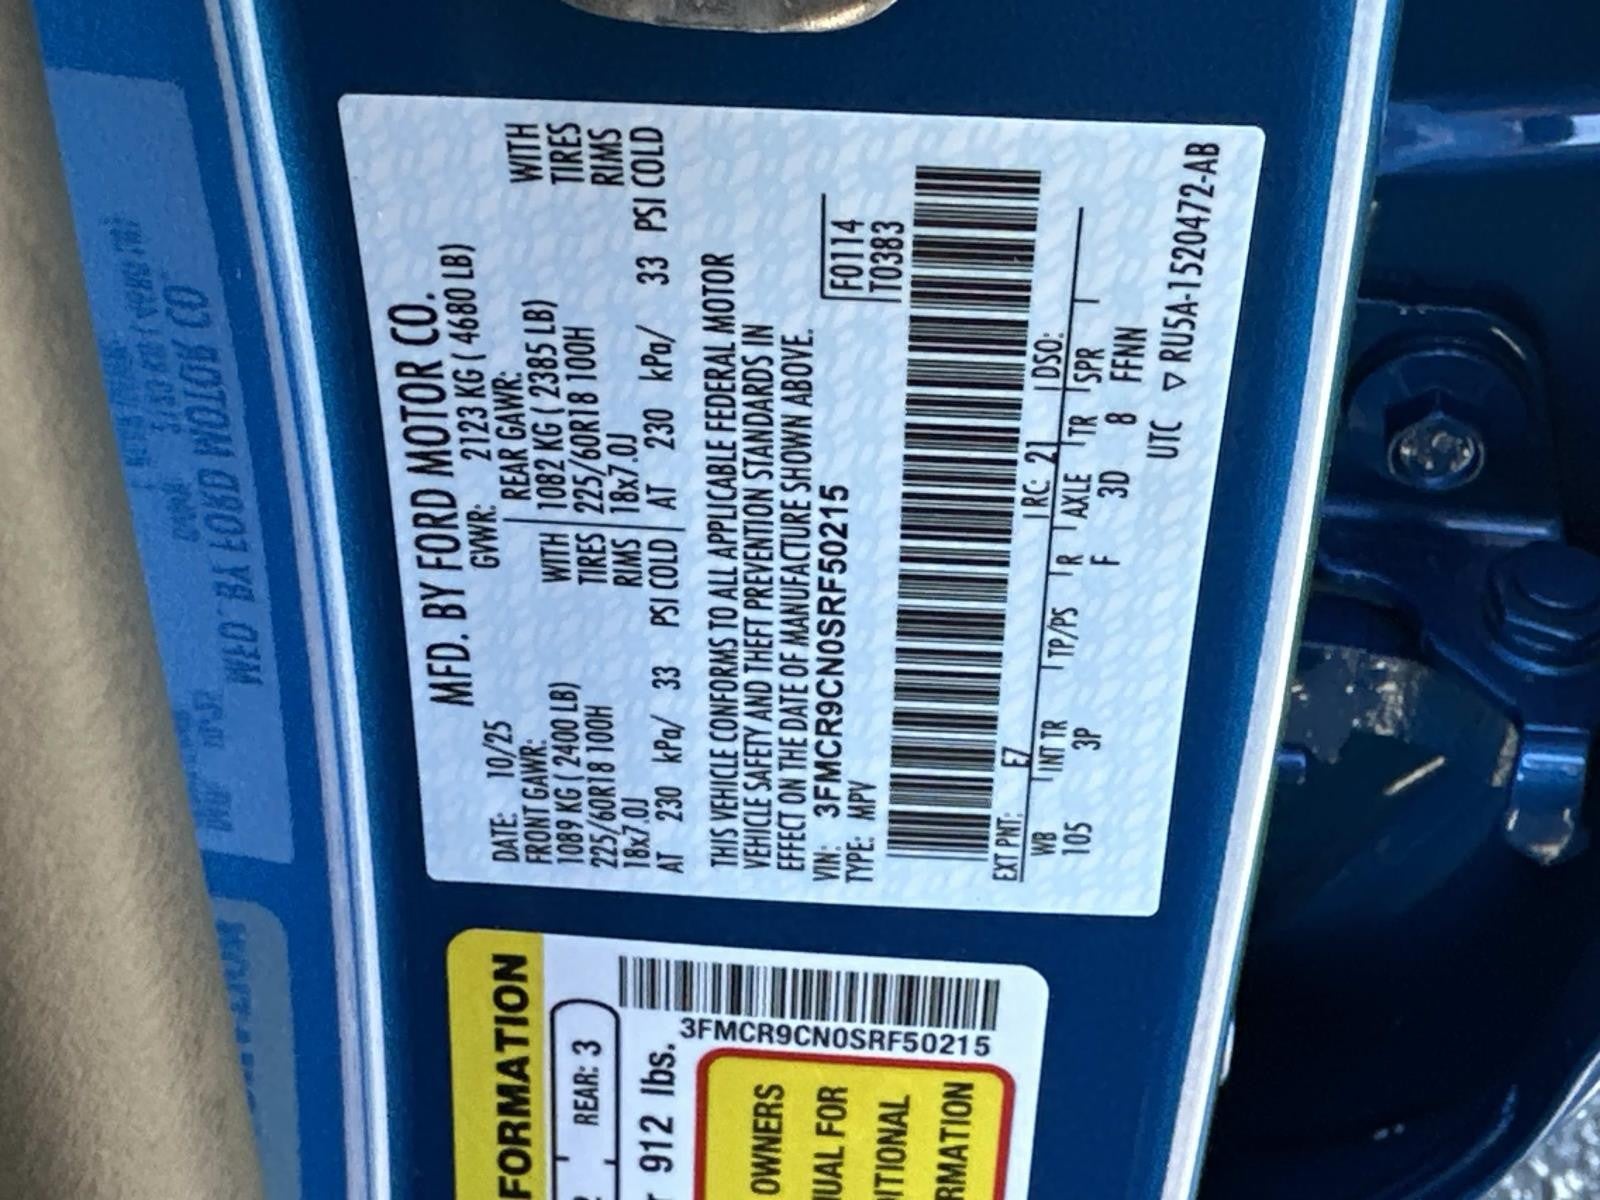 MFD. BY FORD MOTOR CO.
DATE: 10/25 GVWR: 2123 KG ( 4680 LB)
FRONT GAWR: REAR GAWR:
1089 KG ( 2400 LB) WITH 1082 KG ( 2385 LB) WITH
225/60R18 100H TIRES 225/60R18 100H TIRES
18x7.0J RIMS 18x7.0J RIMS
AT 230 kPa/ 33 PSI COLD AT 230 kPa/ 33 PSI COLD
THIS VEHICLE CONFORMS TO ALL APPLICABLE FEDERAL MOTOR
VEHICLE SAFETY AND THEFT PREVENTION STANDARDS IN
EFFECT ON THE DATE OF MANUFACTURE SHOWN ABOVE.
VIN: 3FMCR9CN0SRF50215 F0114
TYPE: MPV T0383
EXT PNT: E7 RC: 21 DSO:
WB INT TR TP/PS R AXLE TR SPR
105 3P F 3D 8 FFNN
UTC ▽ RU5A-1520472-AB
FORMATION
REAR: 3
912 lbs.
3FMCR9CN0SRF50215
OWNERS
UAL FOR
ITIONAL
RMATION